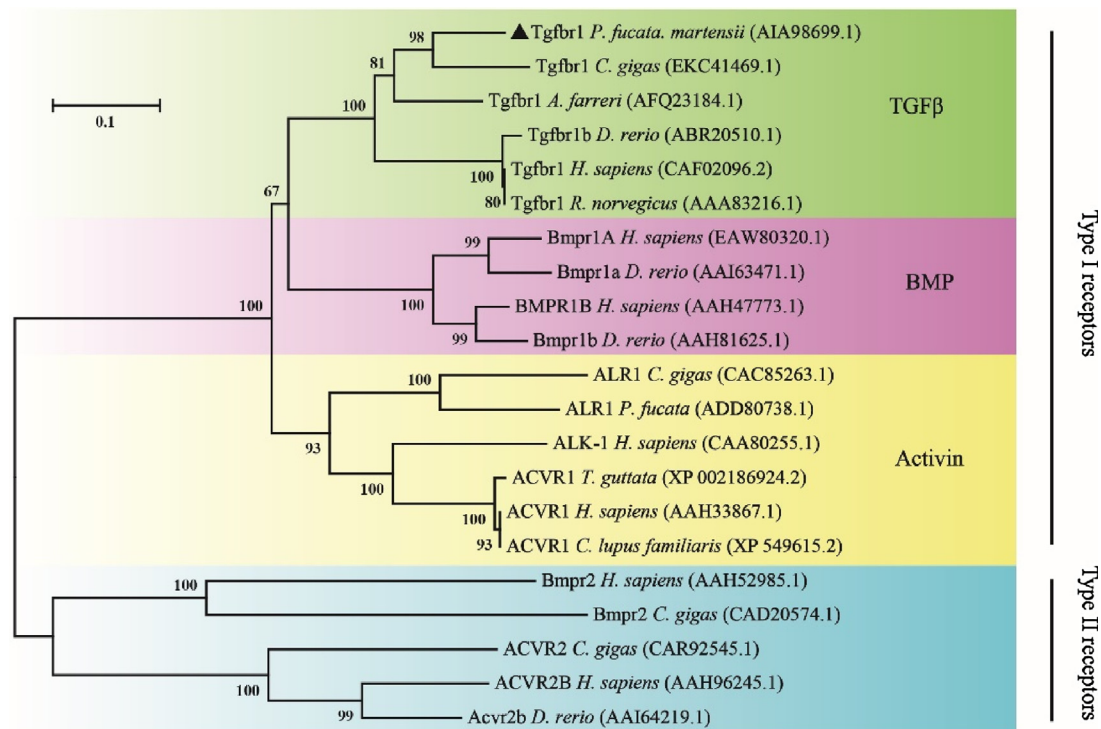 98
▲Tgfbr1 P. fucata. martensii (AIA98699.1)
81
Tgfbr1 C. gigas (EKC41469.1)
100
Tgfbr1 A. farreri (AFQ23184.1)
TGFβ
0.1
Tgfbr1b D. rerio (ABR20510.1)
Tgfbr1 H. sapiens (CAF02096.2)
100
67
80
Tgfbr1 R. norvegicus (AAA83216.1)
99
Bmpr1A H. sapiens (EAW80320.1)
Bmpr1a D. rerio (AAI63471.1)
BMP
100
100
BMPR1B H. sapiens (AAH47773.1)
99
Bmpr1b D. rerio (AAH81625.1)
100
ALR1 C. gigas (CAC85263.1)
ALR1 P. fucata (ADD80738.1)
93
ALK-1 H. sapiens (CAA80255.1)
Activin
100
ACVR1 T. guttata (XP 002186924.2)
100
ACVR1 H. sapiens (AAH33867.1)
93
ACVR1 C. lupus familiaris (XP 549615.2)
Type I receptors
100
Bmpr2 H. sapiens (AAH52985.1)
Bmpr2 C. gigas (CAD20574.1)
ACVR2 C. gigas (CAR92545.1)
100
ACVR2B H. sapiens (AAH96245.1)
99
Acvr2b D. rerio (AAI64219.1)
Type II receptors